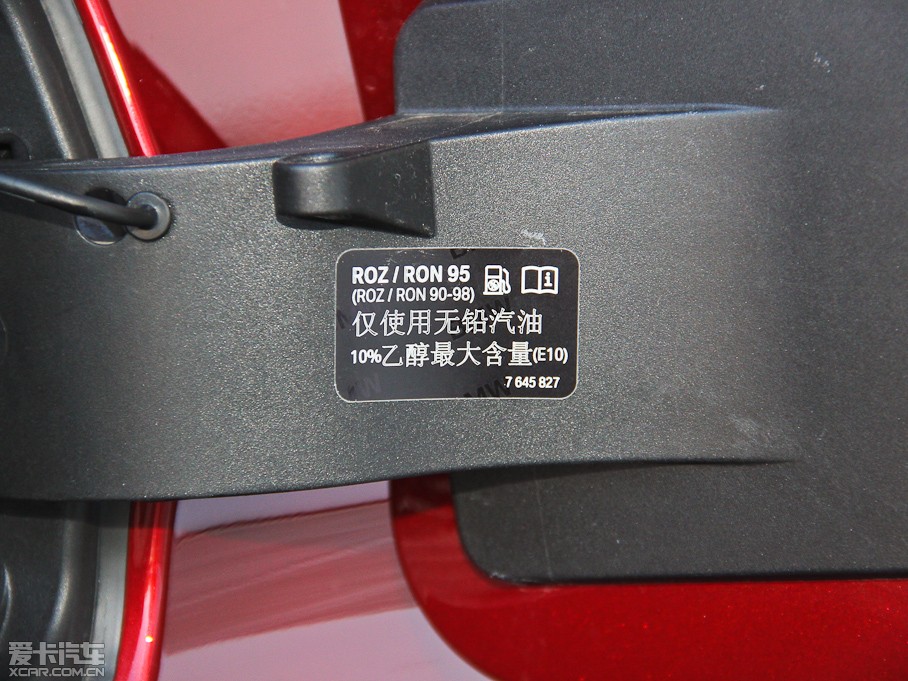 ROZ / RON 95
(ROZ / RON 90-98)
仅使用无铅汽油
10%乙醇最大含量(E10)
7 645 827
爱卡汽车
XCAR.COM.CN